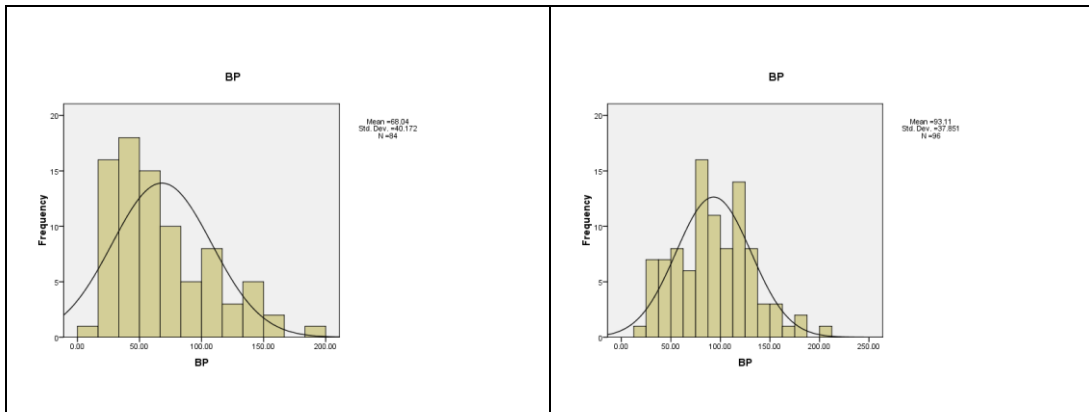 BP
Mean =68.04
Std. Dev. =40.172
N =84
20
15
10
5
0
Frequency
0.00 50.00 100.00 150.00 200.00
BP
BP
Mean =93.11
Std. Dev. =37.851
N =96
20
15
10
5
0
Frequency
0.00 50.00 100.00 150.00 200.00 250.00
BP